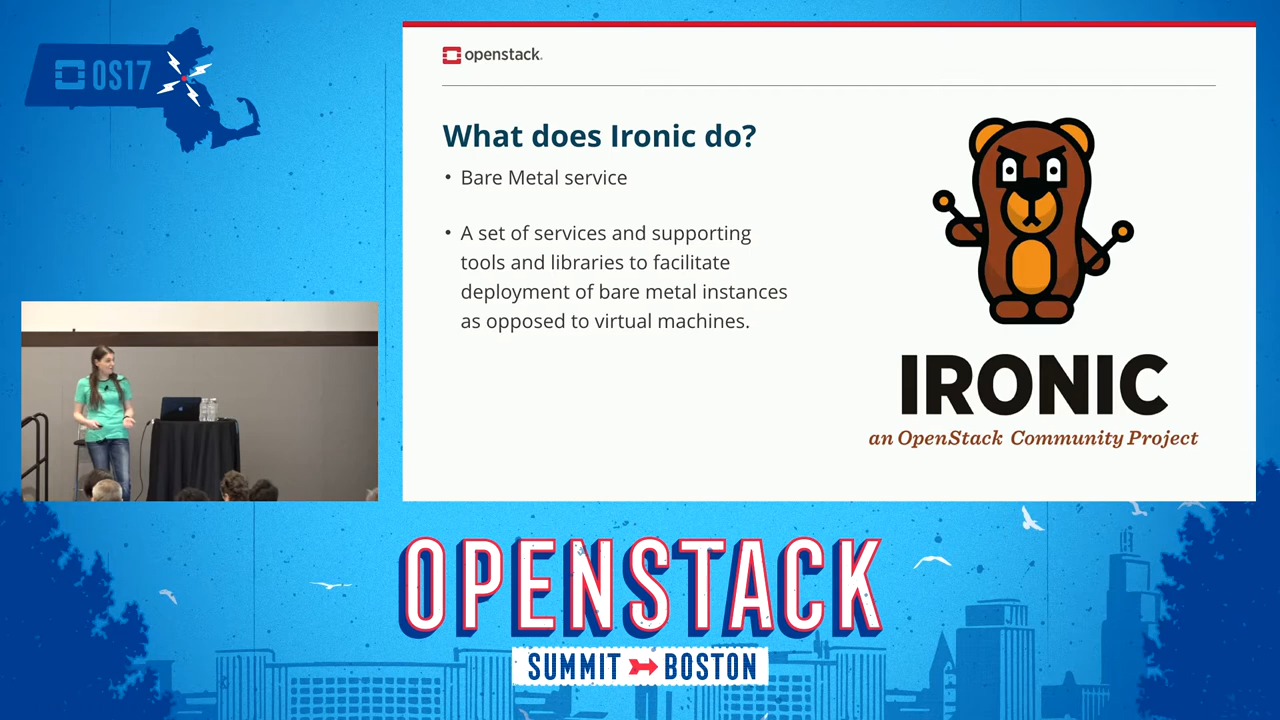 OS17
openstack.
What does Ironic do?
• Bare Metal service
• A set of services and supporting
tools and libraries to facilitate
deployment of bare metal instances
as opposed to virtual machines.
IRONIC
an OpenStack Community Project
OPENSTACK
SUMMIT BOSTON